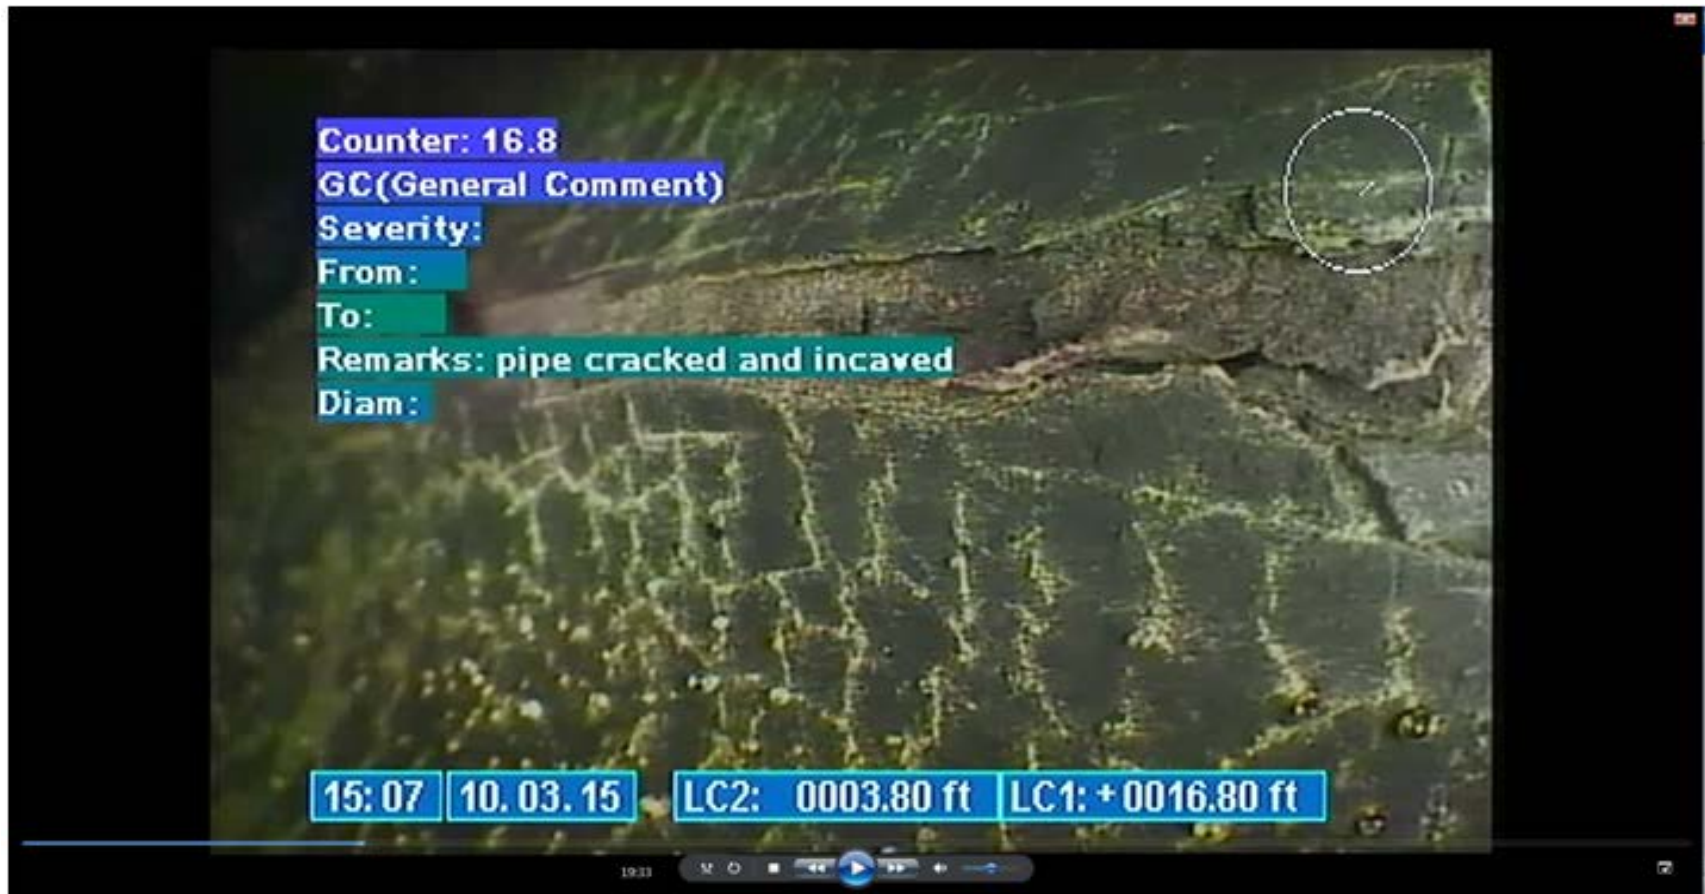 Counter: 16.8
GC(General Comment)
Severity:
From:
To:
Remarks: pipe cracked and incaved
Diam:
15:07 10.03.15 LC2: 0003.80 ft LC1: +0016.80 ft
19:33